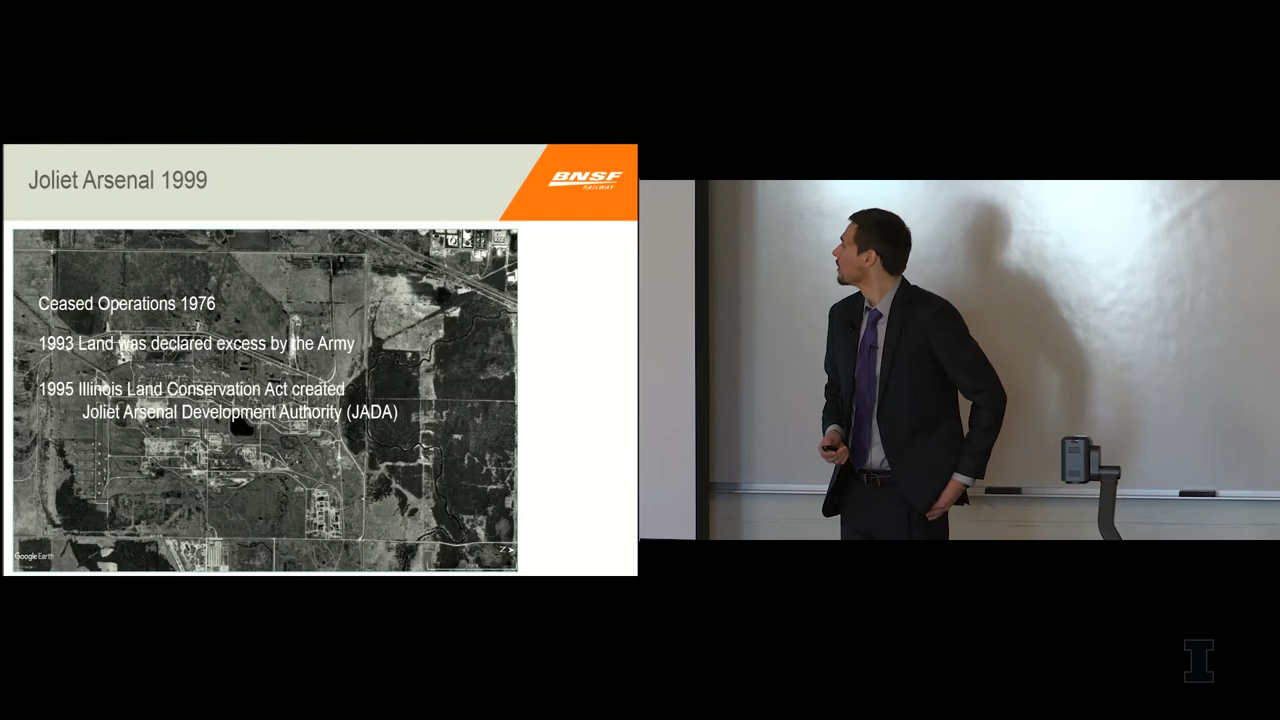 Joliet Arsenal 1999
BNSF
RAILWAY
Ceased Operations 1976
1993 Land was declared excess by the Army
1995 Illinois Land Conservation Act created
Joliet Arsenal Development Authority (JADA)
Google Earth
Z
I